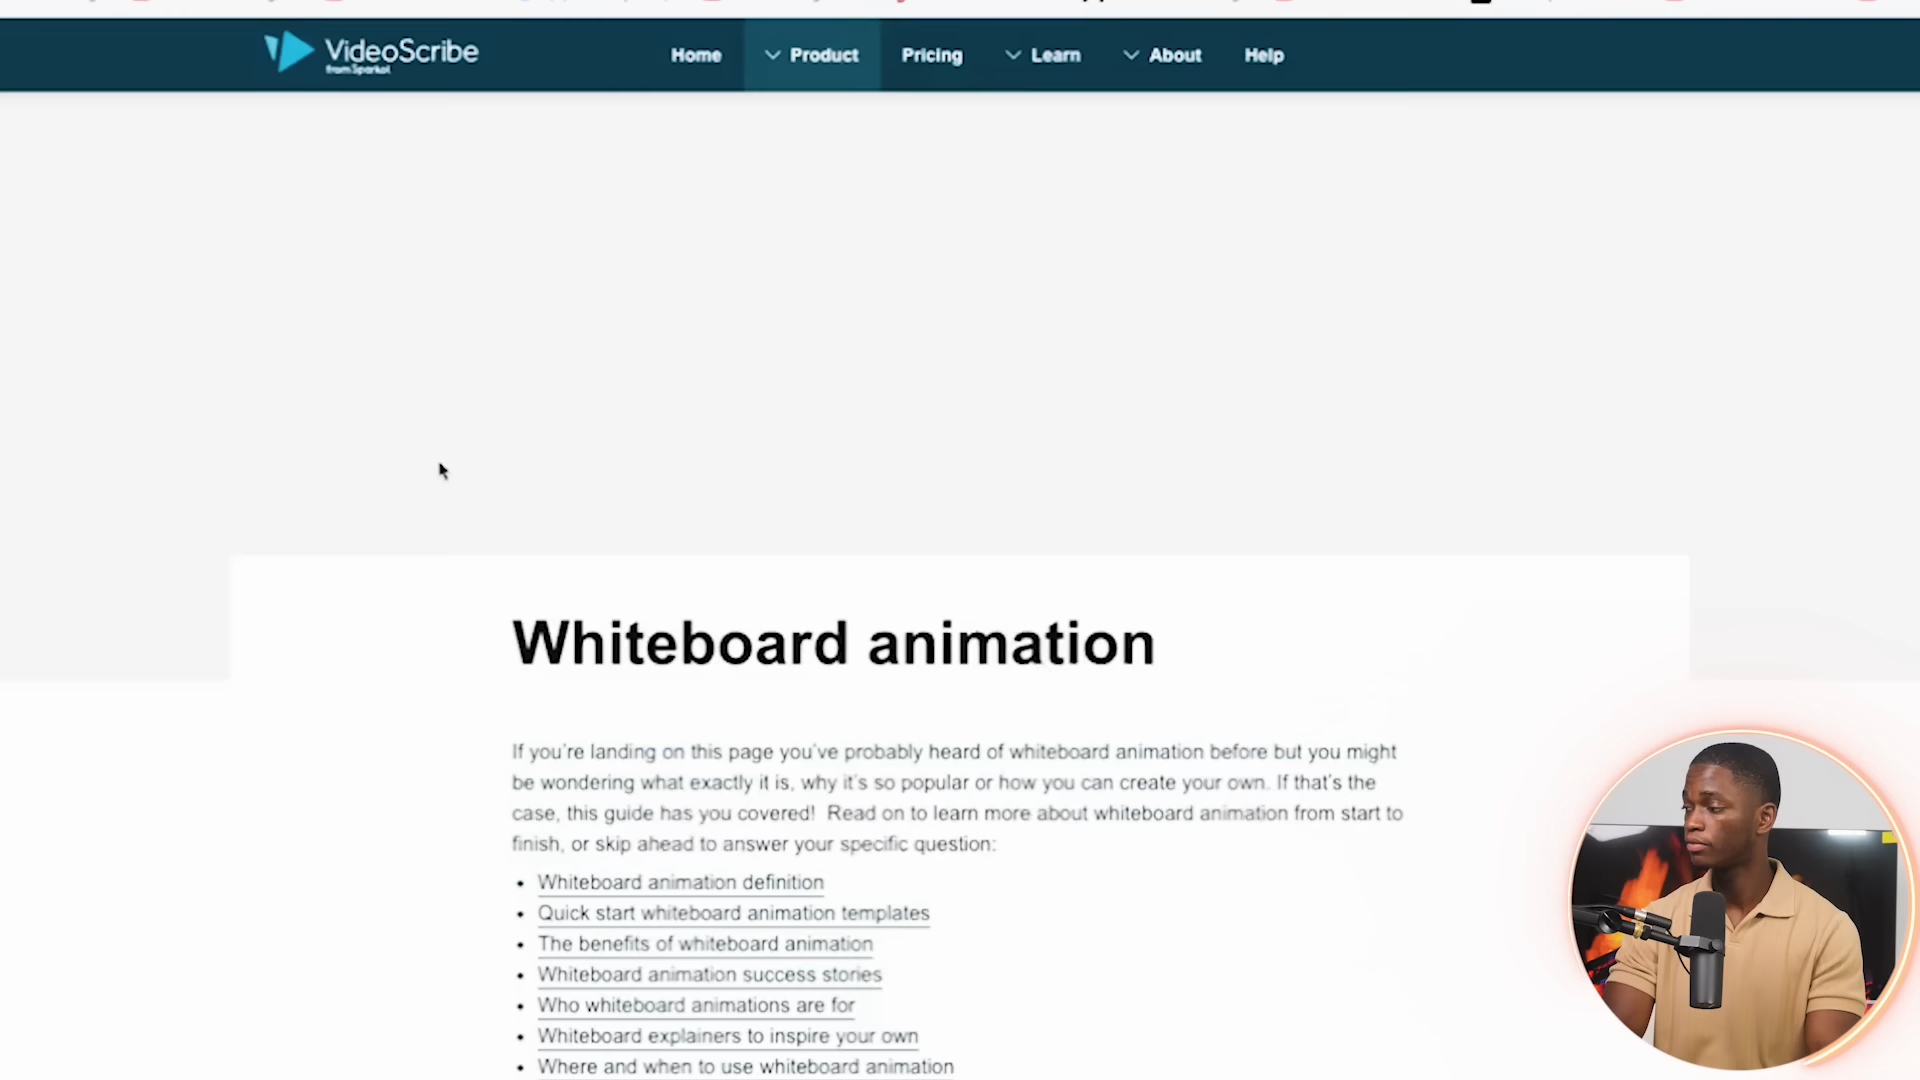 VideoScribe
from Sparkol
Home
Product
Pricing
Learn
About
Help
Whiteboard animation
If you're landing on this page you've probably heard of whiteboard animation before but you might
be wondering what exactly it is, why it's so popular or how you can create your own. If that's the
case, this guide has you covered!  Read on to learn more about whiteboard animation from start to
finish, or skip ahead to answer your specific question:
• Whiteboard animation definition
• Quick start whiteboard animation templates
• The benefits of whiteboard animation
• Whiteboard animation success stories
• Who whiteboard animations are for
• Whiteboard explainers to inspire your own
• Where and when to use whiteboard animation